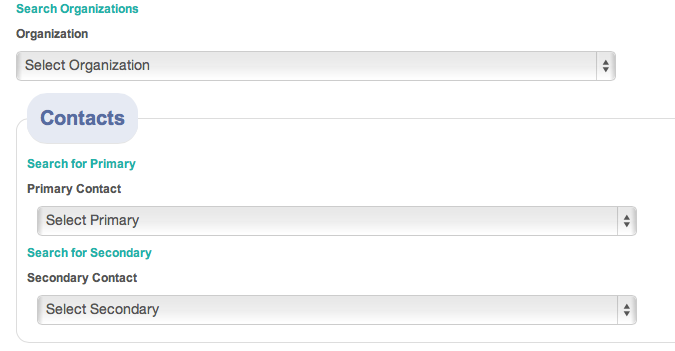 Search Organizations
Organization
Select Organization
Contacts
Search for Primary
Primary Contact
Select Primary
Search for Secondary
Secondary Contact
Select Secondary